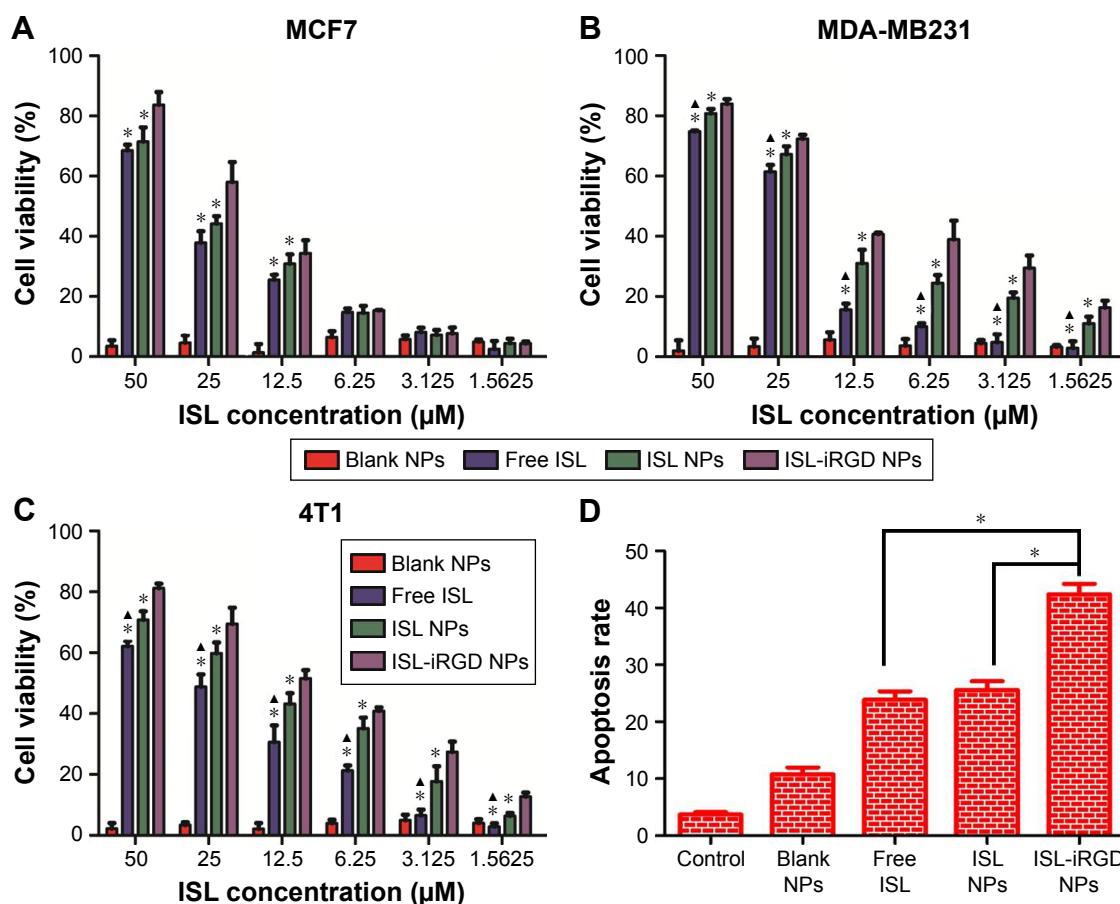 A
MCF7
Cell viability (%)
100
80
60
40
20
0
* * * * * *
50 25 12.5 6.25 3.125 1.5625
ISL concentration (µM)
B
MDA-MB231
Cell viability (%)
100
80
60
40
20
0
▲ ▲ ▲ ▲ ▲ ▲
* * * * * * * * * * * *
50 25 12.5 6.25 3.125 1.5625
ISL concentration (µM)
Blank NPs Free ISL ISL NPs ISL-iRGD NPs
C
4T1
Cell viability (%)
100
80
60
40
20
0
Blank NPs
Free ISL
ISL NPs
ISL-iRGD NPs
▲ ▲ ▲ ▲ ▲ ▲
* * * * * * * * * * * *
50 25 12.5 6.25 3.125 1.5625
ISL concentration (µM)
D
Apoptosis rate
50
40
30
20
10
0
*
*
Control Blank Free ISL ISL-iRGD
NPs ISL NPs NPs